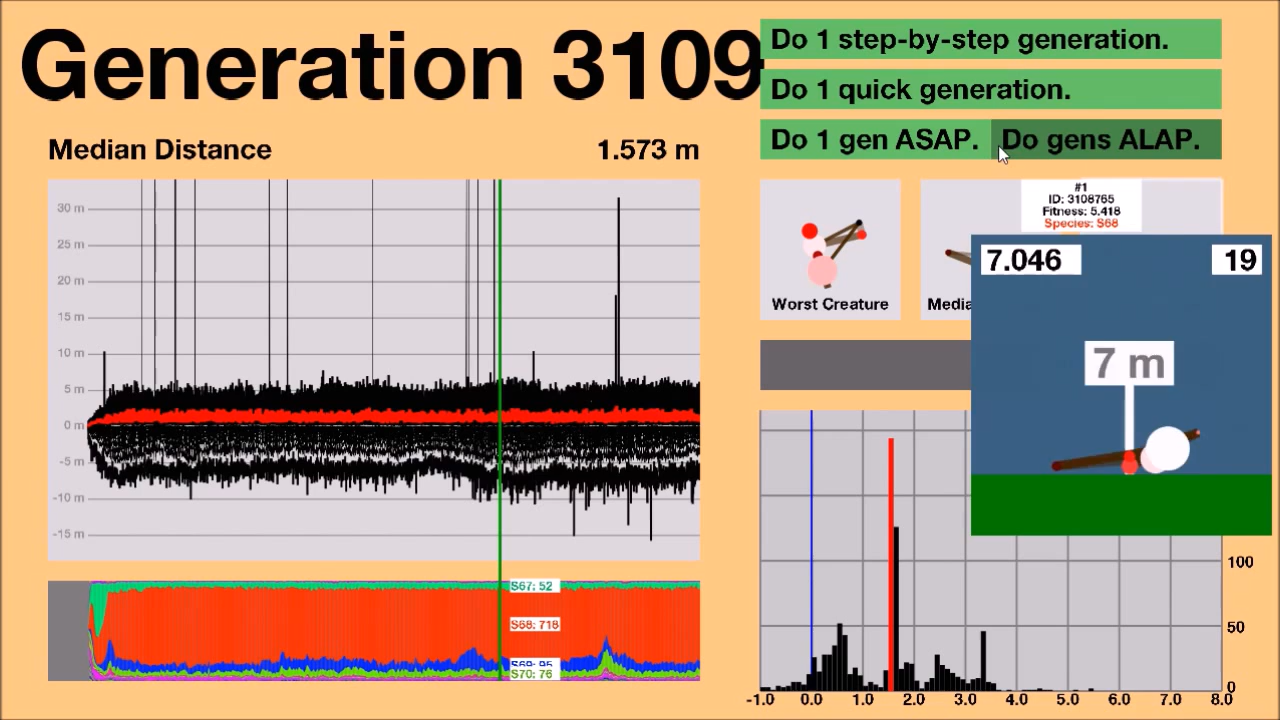 Generation 3109
Do 1 step-by-step generation.
Do 1 quick generation.
Do 1 gen ASAP.
Do gens ALAP.
Median Distance
1.573 m
30 m
25 m
20 m
15 m
10 m
5 m
0 m
-5 m
-10 m
-15 m
S67: 52
S68: 718
S69: 95
S70: 76
Worst Creature
Media
#1
ID: 3108765
Fitness: 5.418
Species: S68
7.046
19
7 m
100
50
0
-1.0
0.0
1.0
2.0
3.0
4.0
5.0
6.0
7.0
8.0